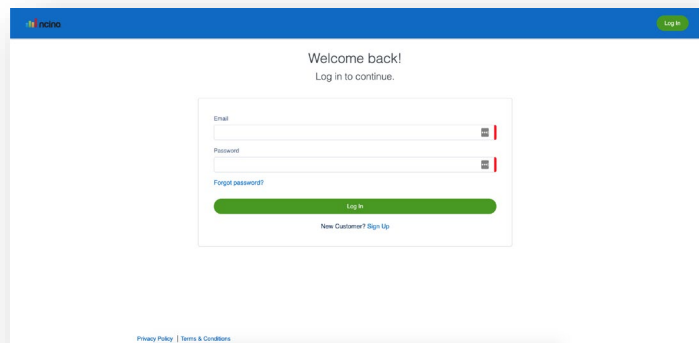 ncino
Log In
Welcome back!
Log in to continue.
Email
Password
Forgot password?
Log In
New Customer? Sign Up
Privacy Policy | Terms & Conditions